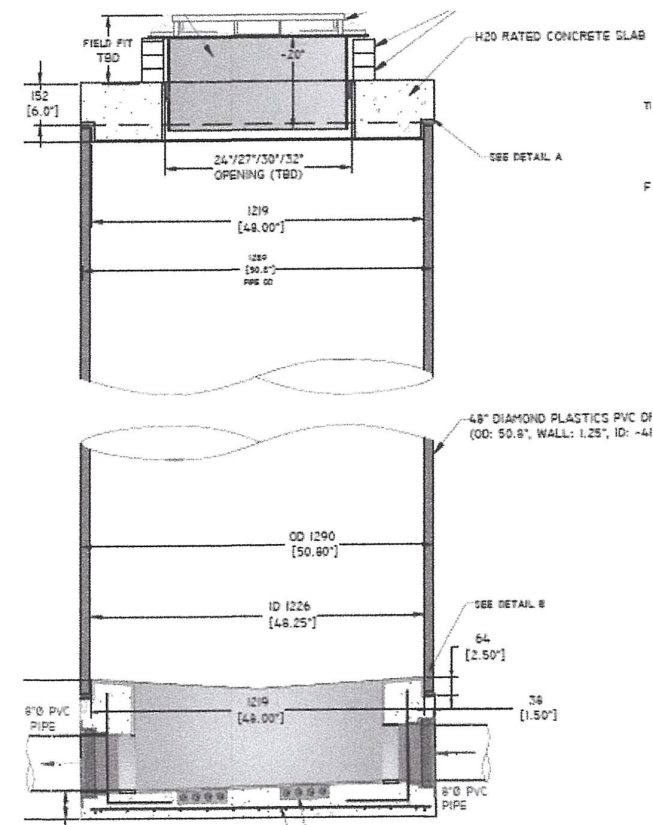 FIELD FIT
TBD
~20"
H20 RATED CONCRETE SLAB
152
[6.0"]
SEE DETAIL A
24"/27"/30"/32"
OPENING (TBD)
F
1219
[48.00"]
[50.8"]
PIPE OD
48" DIAMOND PLASTICS PVC
(OD: 50.8", WALL: 1.25", ID:
OD 1290
[50.80"]
ID 1226
[48.25"]
SEE DETAIL B
64
[2.50"]
8"Ø PVC
PIPE
1219
[48.00"]
38
[1.50"]
8"Ø PVC
PIPE